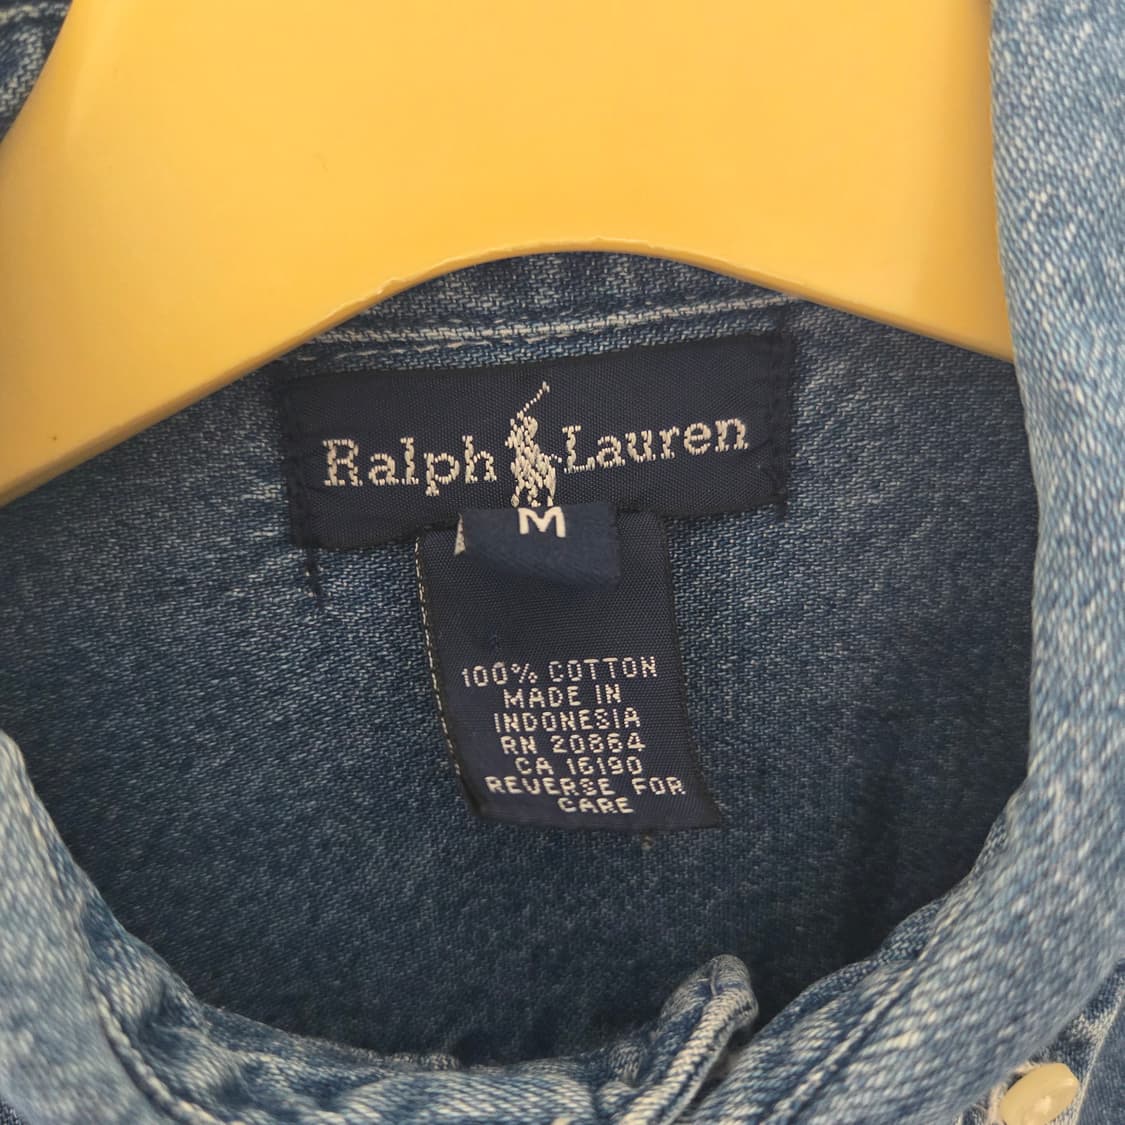 Ralph Lauren
M
100% COTTON
MADE IN
INDONESIA
RN 20864
CA 16190
REVERSE FOR
CARE